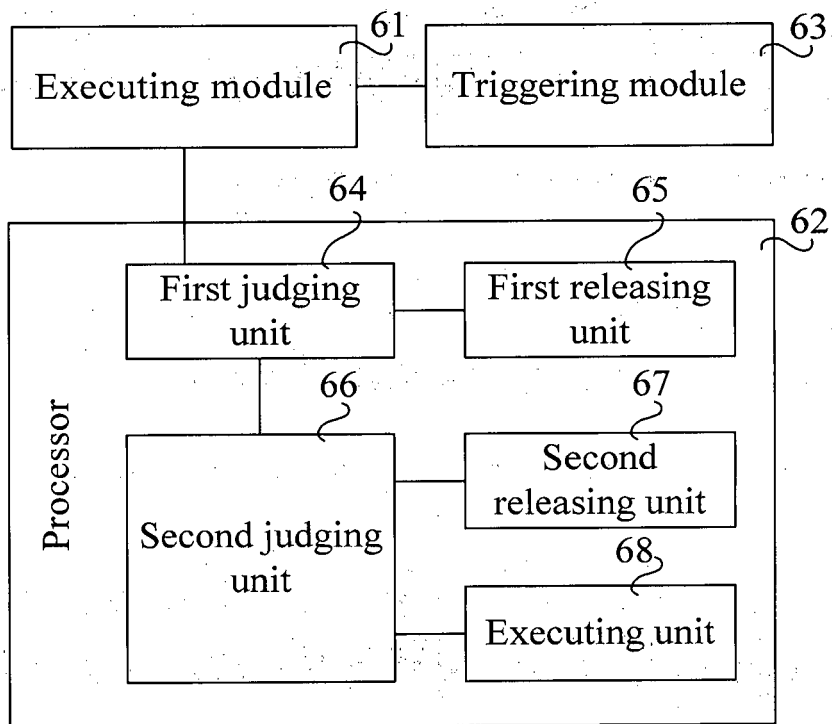 61
63
Executing module
Triggering module
64
65
62
First judging
unit
First releasing
unit
66
67
Processor
Second judging
unit
Second
releasing unit
68
Executing unit